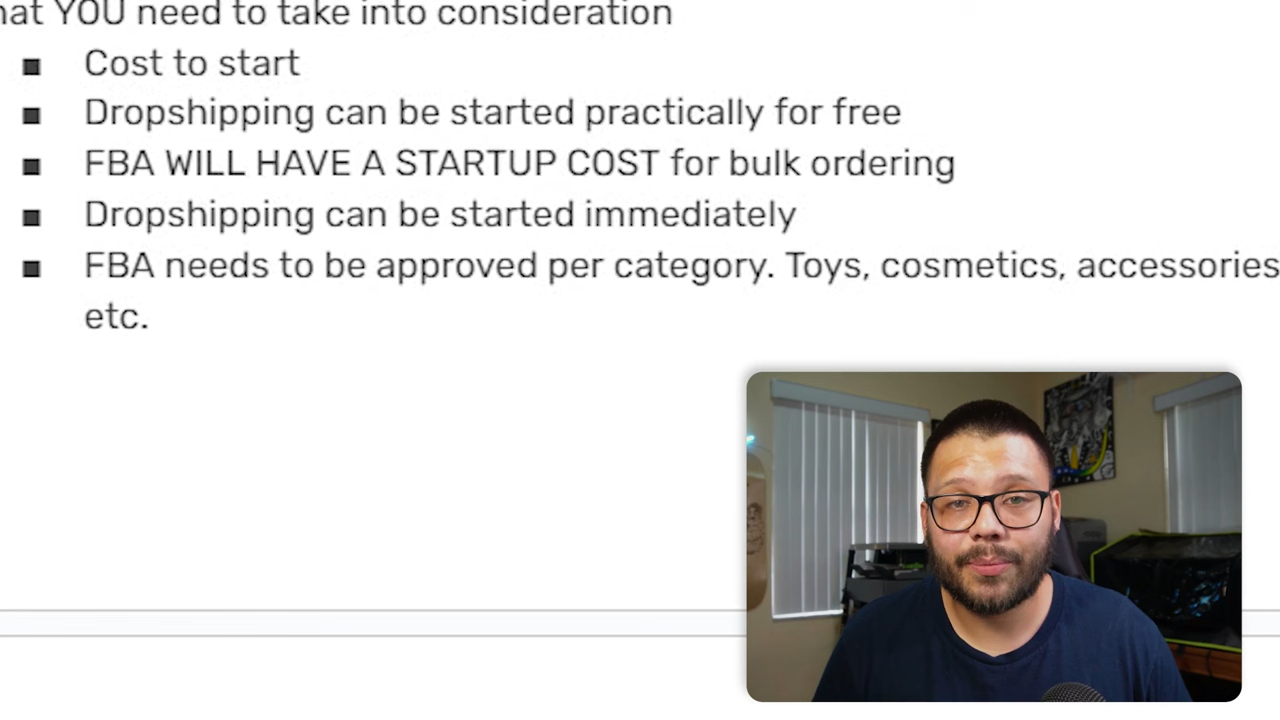 hat YOU need to take into consideration
■ Cost to start
■ Dropshipping can be started practically for free
■ FBA WILL HAVE A STARTUP COST for bulk ordering
■ Dropshipping can be started immediately
■ FBA needs to be approved per category. Toys, cosmetics, accessories
etc.